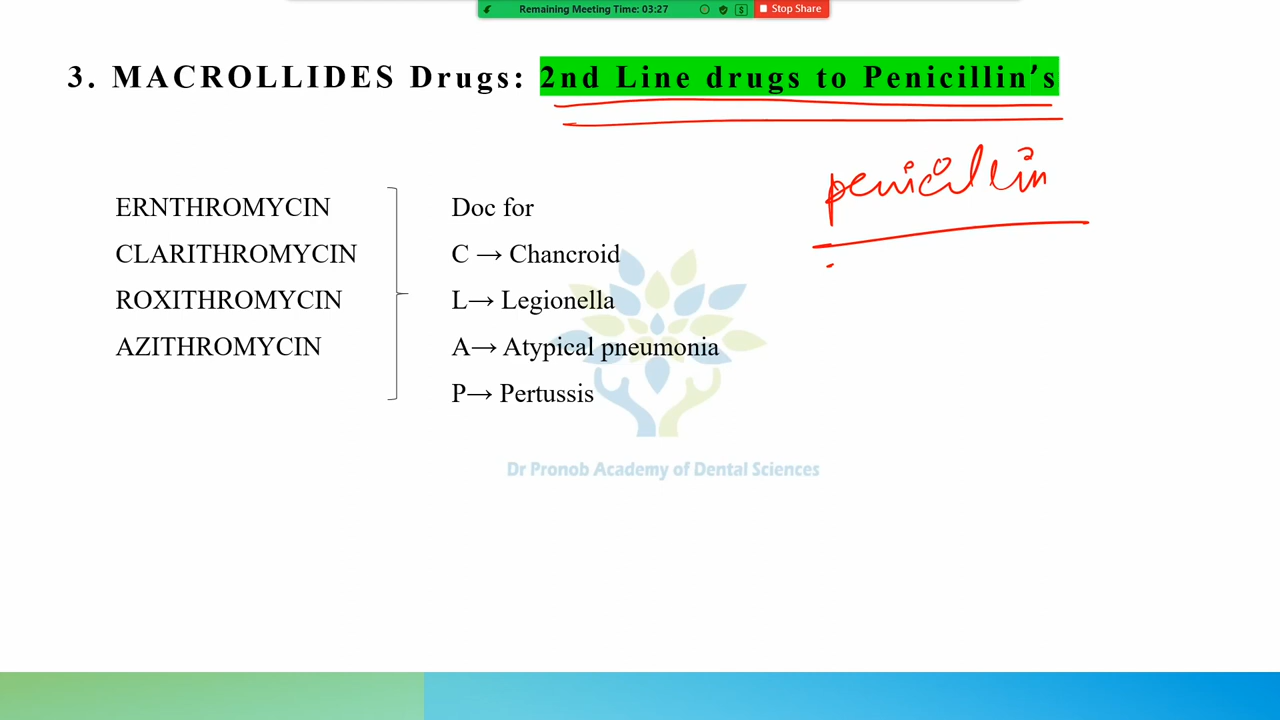 Remaining Meeting Time: 03:27
Stop Share
3. MACROLLIDES Drugs: 2nd Line drugs to Penicillin's
penicillin
ERNTHROMYCIN
CLARITHROMYCIN
ROXITHROMYCIN
AZITHROMYCIN
Doc for
C → Chancroid
L→ Legionella
A→ Atypical pneumonia
P→ Pertussis
Dr Pronob Academy of Dental Sciences